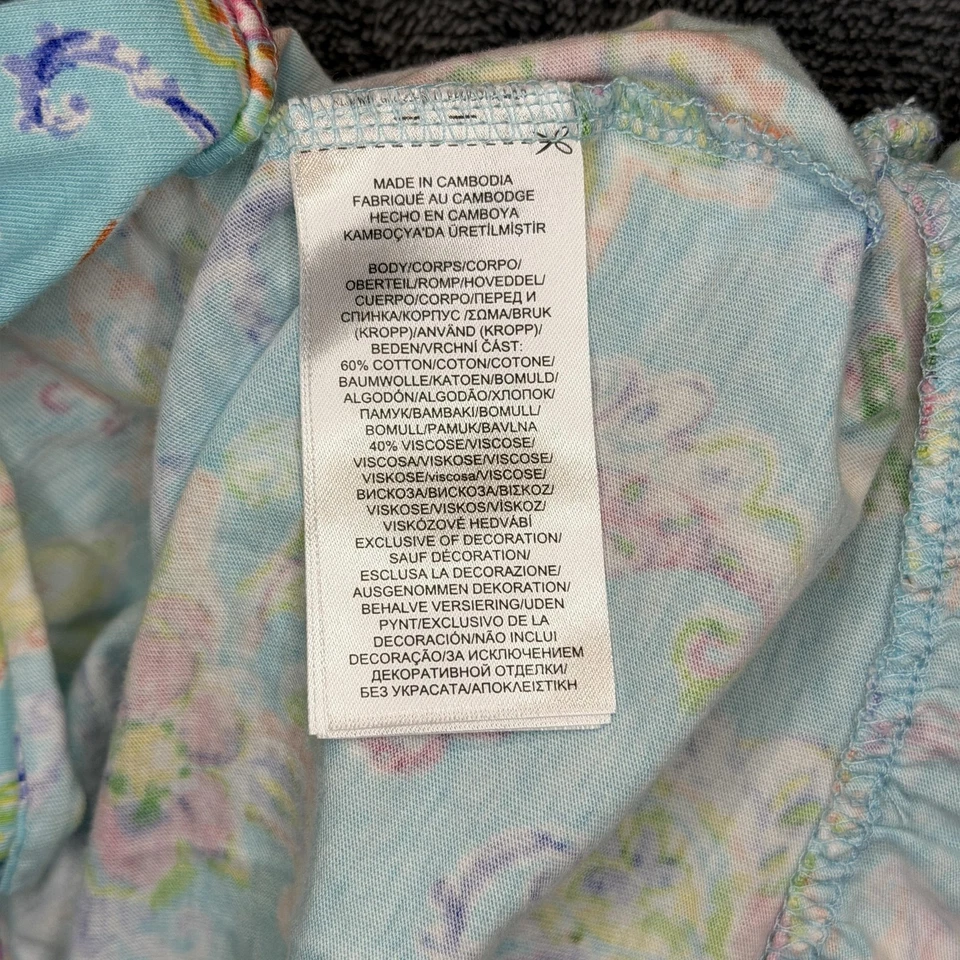 MADE IN CAMBODIA
FABRIQUÉ AU CAMBODGE
HECHO EN CAMBOYA
KAMBOÇYA'DA ÜRETİLMİŞTİR
BODY/CORPS/CORPO/
OBERTEIL/ROMP/HOVEDDEL/
CUERPO/CORPO/ПЕРЕД И
СПИНКА/КОРПУС /ΣΩΜΑ/BRUK
(KROPP)/ANVÄND (KROPP)/
BEDEN/VRCHNÍ ČÁST:
60% COTTON/COTON/COTONE/
BAUMWOLLE/KATOEN/BOMULD/
ALGODÓN/ALGODÃO/ХЛОПОК/
ПАМУК/ΒΑΜΒΑΚΙ/BOMULL/
BOMULL/PAMUK/BAVLNA
40% VISCOSE/VISCOSE/
VISCOSA/VISKOSE/VISCOSE/
VISKOSE/viscosa/VISCOSE/
ВИСКОЗА/ВИСКОЗА/ΒΙΣΚΟΖ/
VISKOSE/VISKOS/VİSKOZ/
VISKÓZOVÉ HEDVÁBÍ
EXCLUSIVE OF DECORATION/
SAUF DÉCORATION/
ESCLUSA LA DECORAZIONE/
AUSGENOMMEN DEKORATION/
BEHALVE VERSIERING/UDEN
PYNT/EXCLUSIVO DE LA
DECORACIÓN/NÃO INCLUI
DECORAÇÃO/ЗА ИСКЛЮЧЕНИЕМ
ДЕКОРАТИВНОЙ ОТДЕЛКИ/
БЕЗ УКРАСАТА/ΑΠΟΚΛΕΙΣΤΙΚΗ